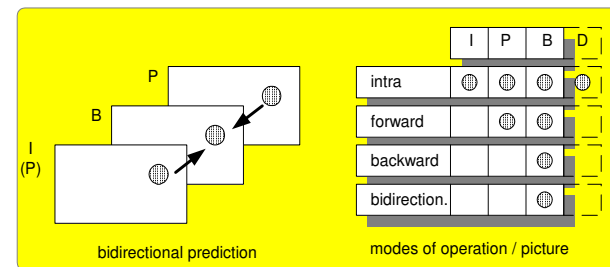 P
B
I
(P)
bidirectional prediction
I P B D
intra
forward
backward
bidirection.
modes of operation / picture